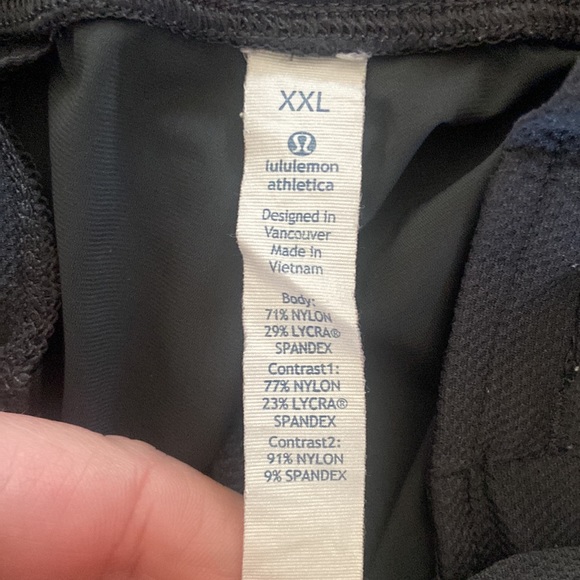 XXL
lululemon
athletica
Designed in
Vancouver
Made in
Vietnam
Body:
71% NYLON
29% LYCRA®
SPANDEX
Contrast1:
77% NYLON
23% LYCRA®
SPANDEX
Contrast2:
91% NYLON
9% SPANDEX